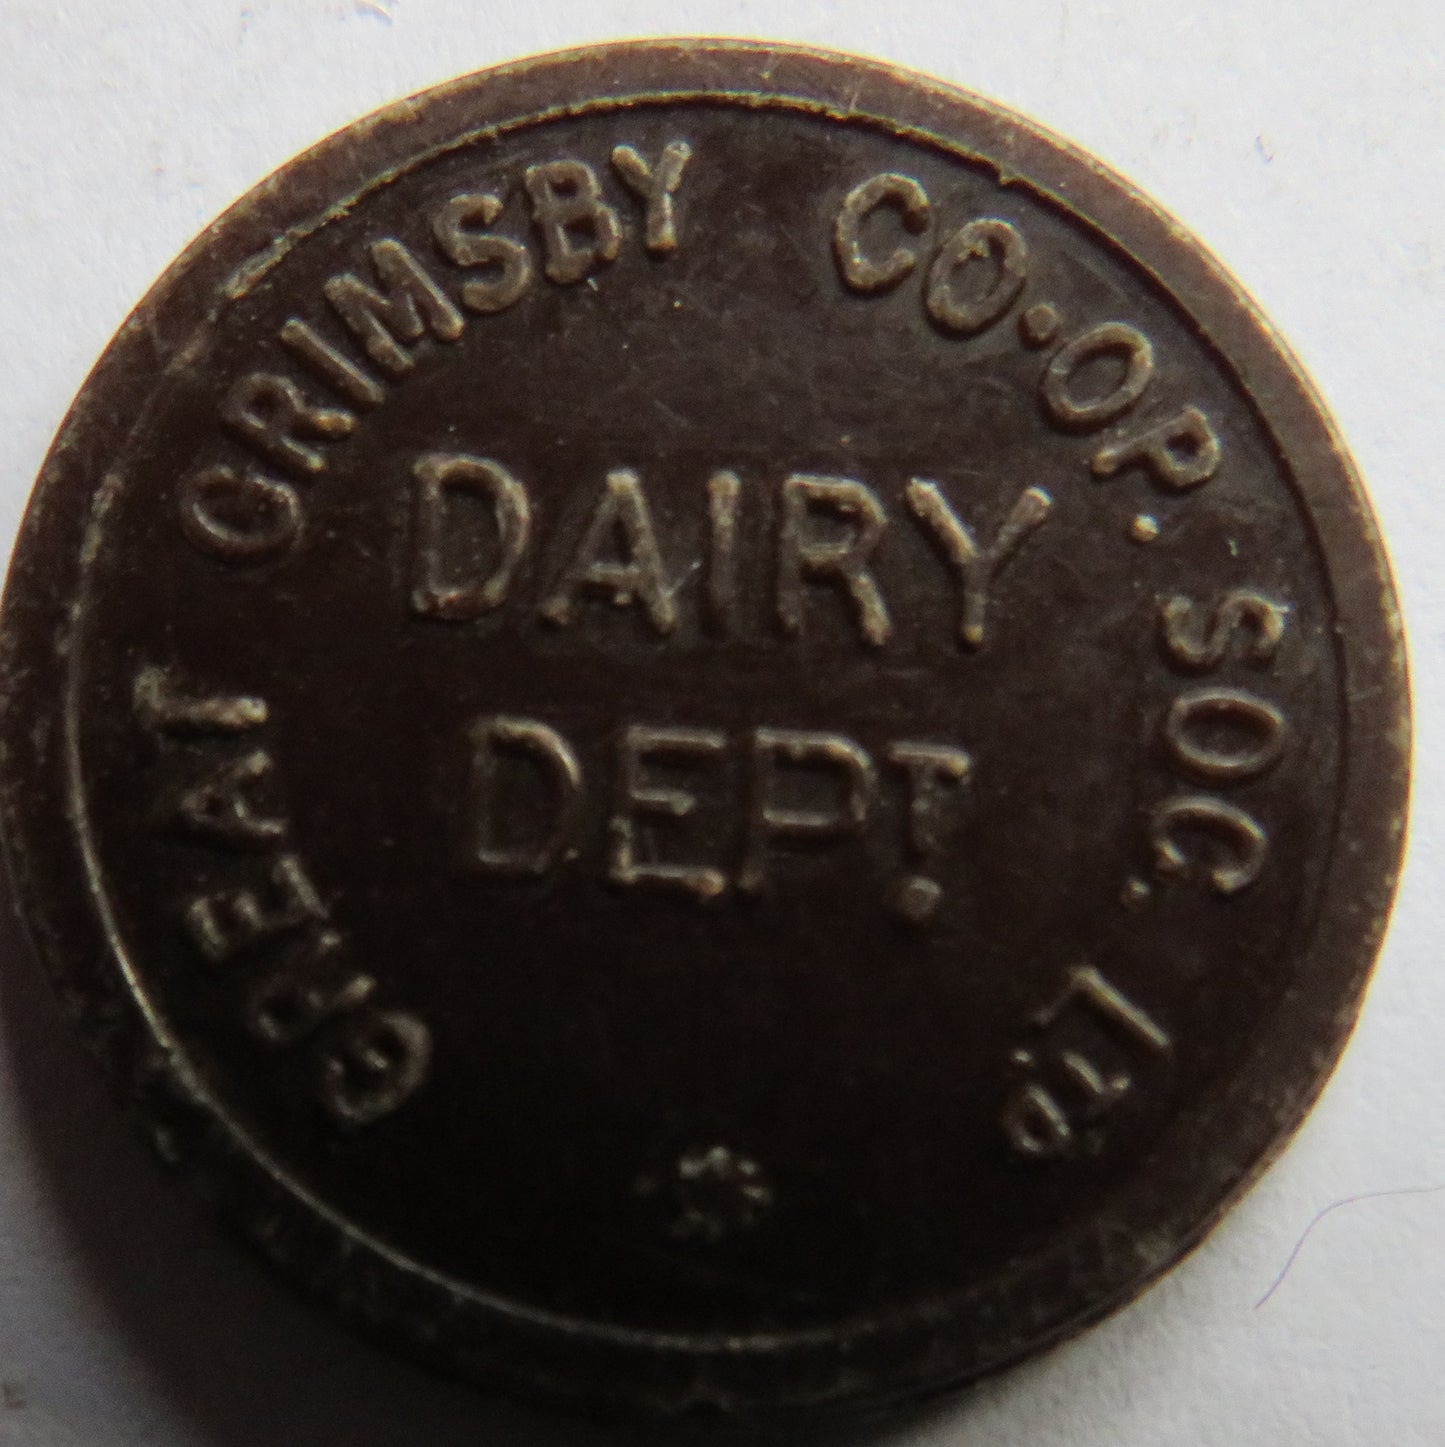 GREAT GRIMSBY CO·OP. SOC. LTD
DAIRY
DEPT.